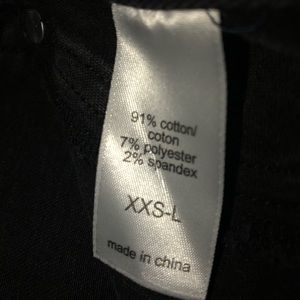 91% cotton/
coton
7% polyester
2% spandex
XXS-L
made in china